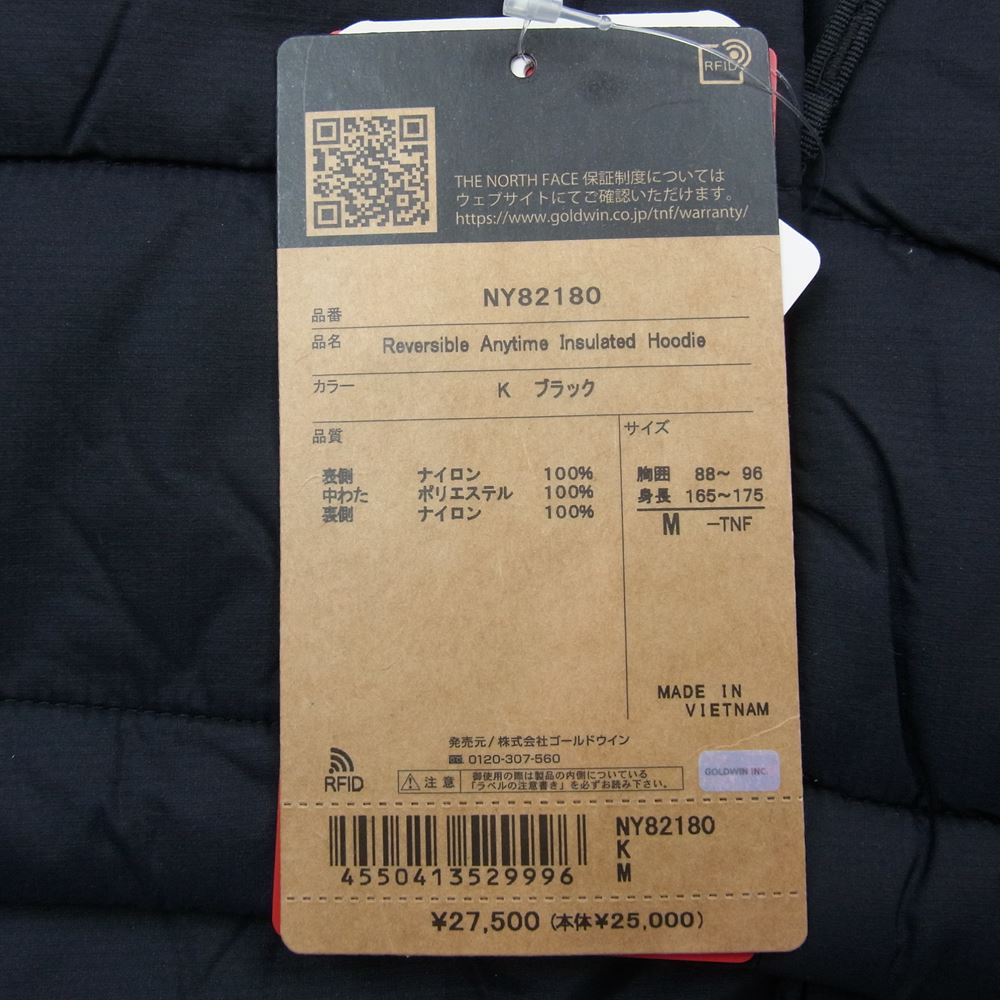 RFID
THE NORTH FACE 保証制度については
ウェブサイトにてご確認いただけます。
https://www.goldwin.co.jp/tnf/warranty/
品番 NY82180
品名 Reversible Anytime Insulated Hoodie
カラー K ブラック
品質
表側 ナイロン 100%
中わた ポリエステル 100%
裏側 ナイロン 100%
サイズ
胸囲 88～ 96
身長 165～175
M -TNF
MADE IN
VIETNAM
発売元/株式会社ゴールドウイン
0120-307-560
RFID
注意
御使用の際は製品の内側についている
「ラベルの注意書き」を必ずお読み下さい。
GOLDWIN INC.
4550413529996
NY82180
K
M
¥27,500 (本体¥25,000)